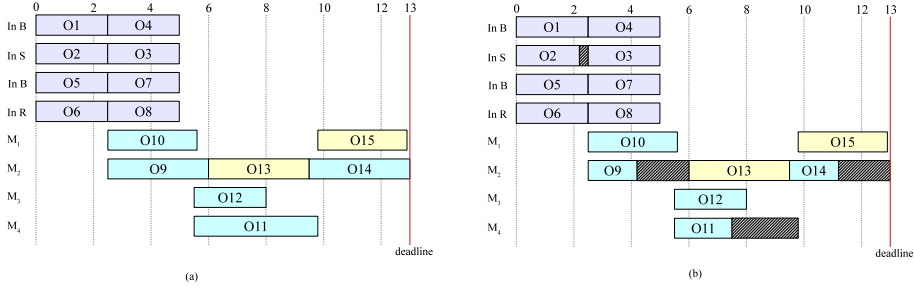 0 2 4 6 8 10 12 13
In B O1 O4
In S O2 O3
In B O5 O7
In R O6 O8
M1 O10 O15
M2 O9 O13 O14
M3 O12
M4 O11
deadline
(a)
0 2 4 6 8 10 12 13
In B O1 O4
In S O2 O3
In B O5 O7
In R O6 O8
M1 O10 O15
M2 O9 O13 O14
M3 O12
M4 O11
deadline
(b)